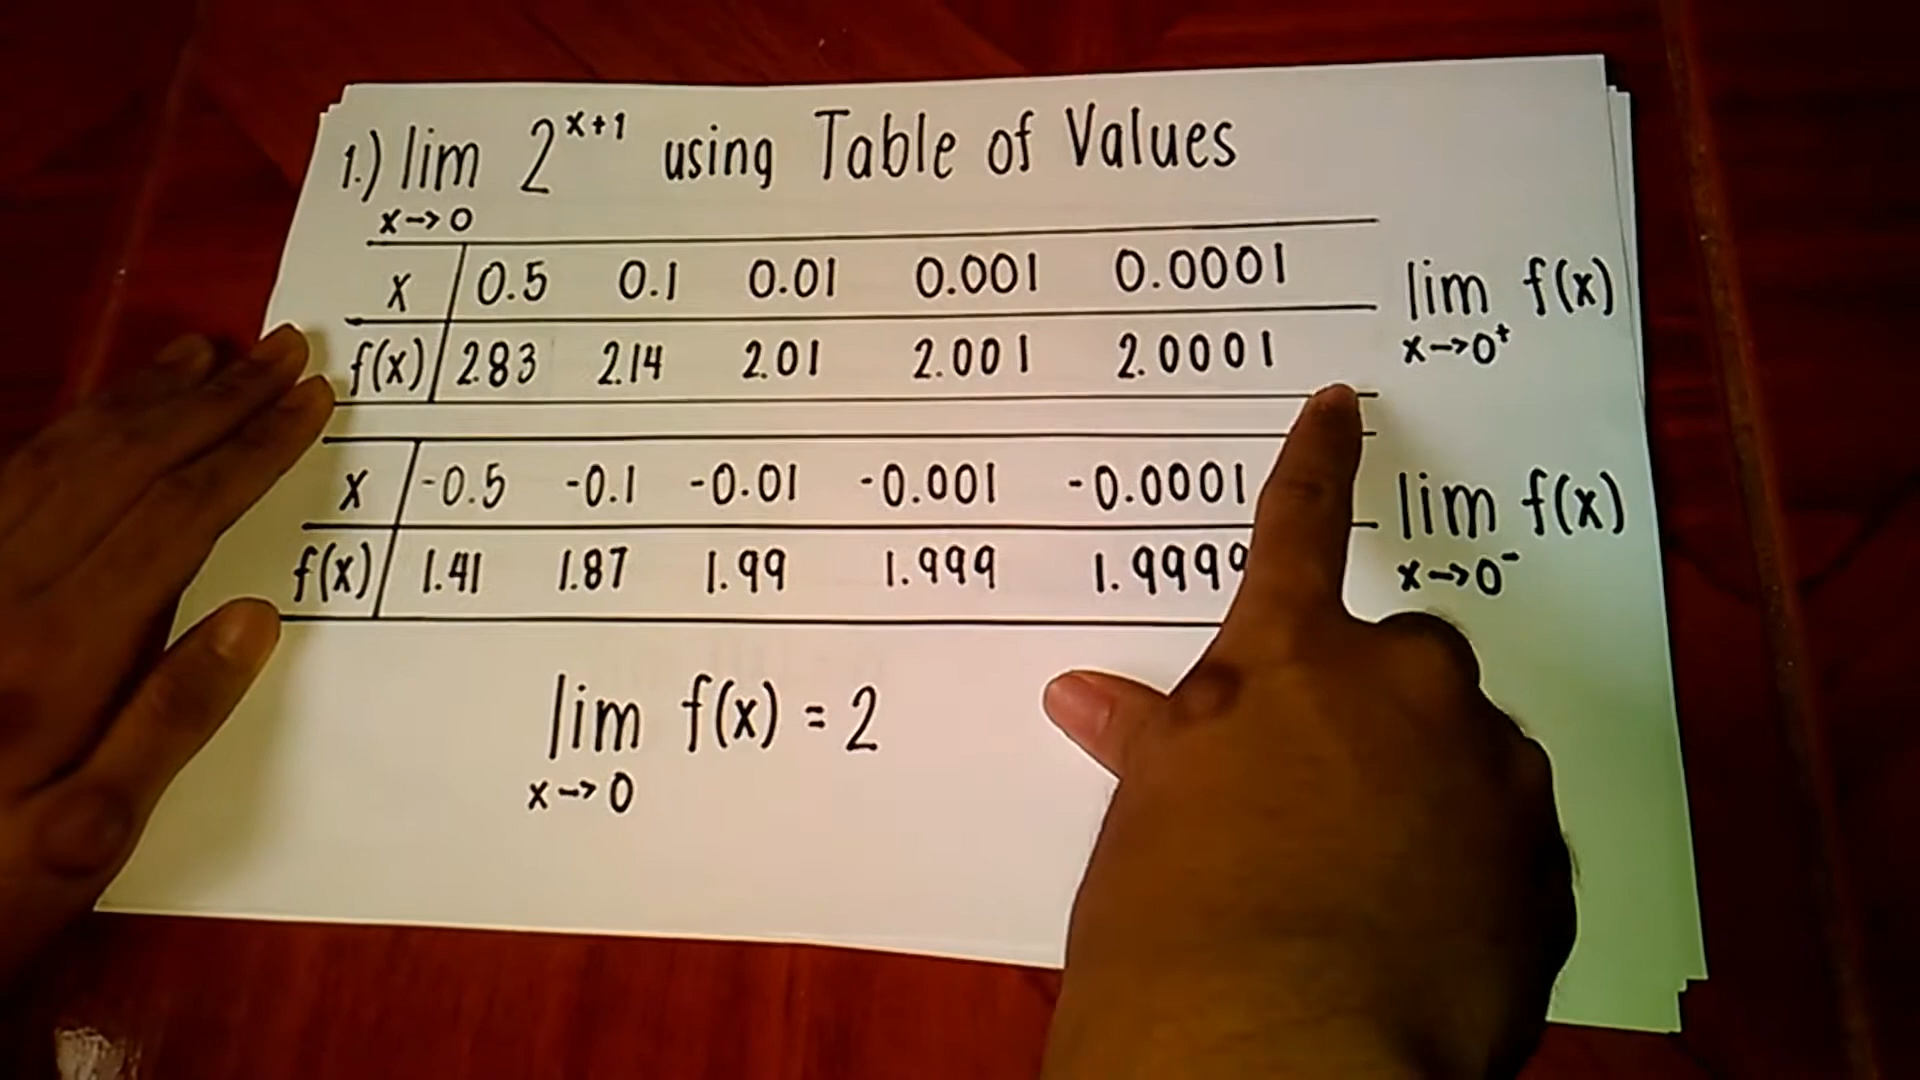 1.) lim 2^x+1 using Table of Values
x→0
x 0.5 0.1 0.01 0.001 0.0001 lim f(x)
x→0⁺
f(x) 2.83 2.14 2.01 2.001 2.0001
x -0.5 -0.1 -0.01 -0.001 -0.0001 lim f(x)
x→0⁻
f(x) 1.41 1.87 1.99 1.999 1.9999
lim f(x) = 2
x→0